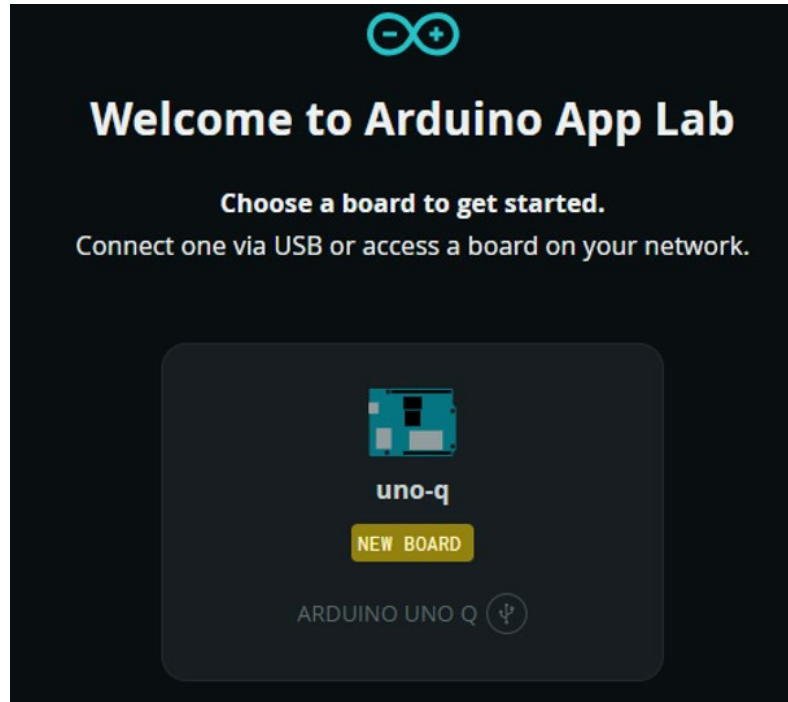 Welcome to Arduino App Lab
Choose a board to get started.
Connect one via USB or access a board on your network.
uno-q
NEW BOARD
ARDUINO UNO Q